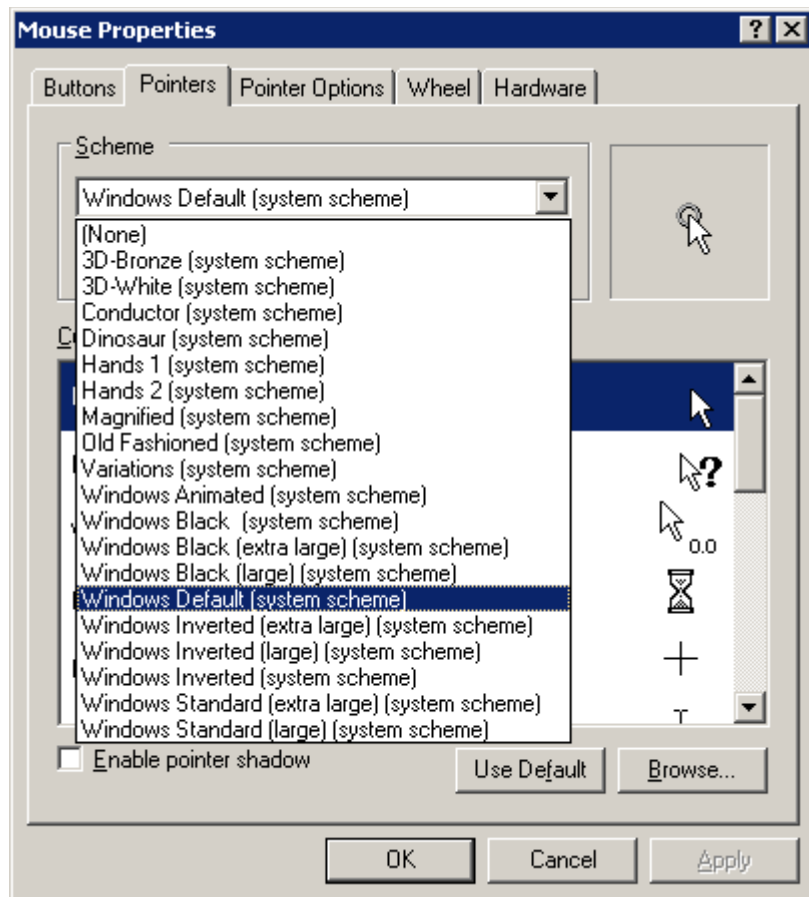 Mouse Properties
Buttons Pointers Pointer Options Wheel Hardware
Scheme
Windows Default (system scheme)
(None)
3D-Bronze (system scheme)
3D-White (system scheme)
Conductor (system scheme)
Dinosaur (system scheme)
Hands 1 (system scheme)
Hands 2 (system scheme)
Magnified (system scheme)
Old Fashioned (system scheme)
Variations (system scheme)
Windows Animated (system scheme)
Windows Black  (system scheme)
Windows Black (extra large) (system scheme)
Windows Black (large) (system scheme)
Windows Default (system scheme)
Windows Inverted (extra large) (system scheme)
Windows Inverted (large) (system scheme)
Windows Inverted (system scheme)
Windows Standard (extra large) (system scheme)
Windows Standard (large) (system scheme)
?
0.0
Enable pointer shadow
Use Default Browse...
OK Cancel Apply